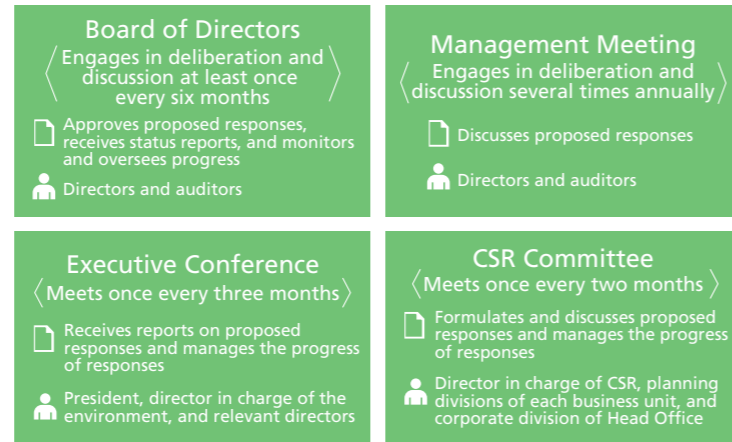 Board of Directors
Engages in deliberation and
discussion at least once
every six months
Approves proposed responses,
receives status reports, and monitors
and oversees progress
Directors and auditors
Management Meeting
Engages in deliberation and
discussion several times annually
Discusses proposed responses
Directors and auditors
Executive Conference
Meets once every three months
Receives reports on proposed
responses and manages the progress
of responses
President, director in charge of the
environment, and relevant directors
CSR Committee
Meets once every two months
Formulates and discusses proposed
responses and manages the progress
of responses
Director in charge of CSR, planning
divisions of each business unit, and
corporate division of Head Office